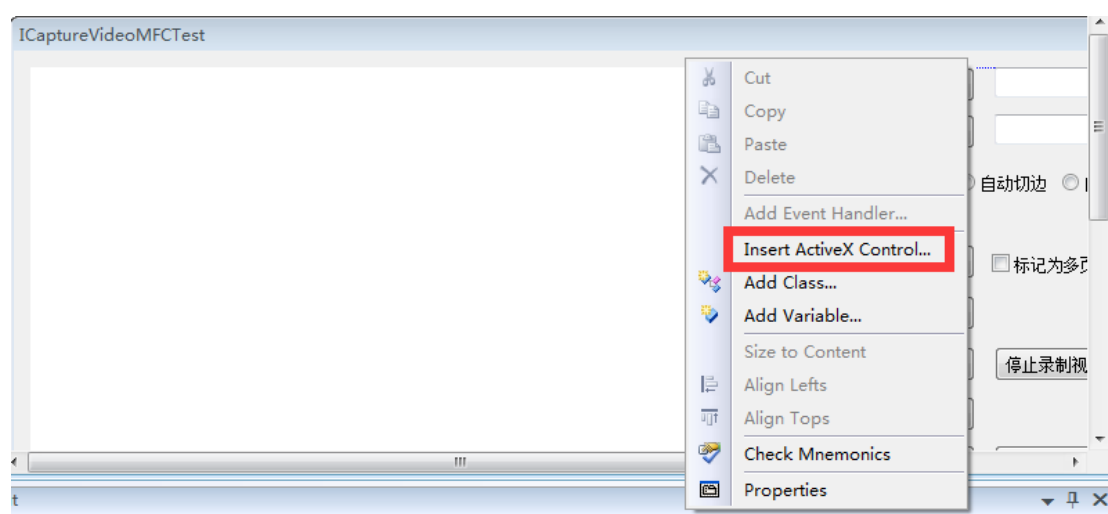 ICaptureVideoMFCTest
Cut
Copy
Paste
Delete
自动切边
Add Event Handler...
Insert ActiveX Control...
标记为多
Add Class...
Add Variable...
Size to Content
停止录制视
Align Lefts
Align Tops
Check Mnemonics
Properties
t